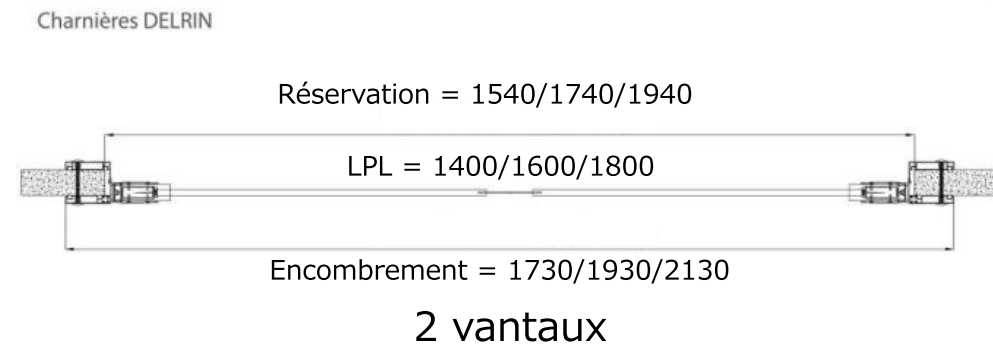 Charnières DELRIN
Réservation = 1540/1740/1940
LPL = 1400/1600/1800
Encombrement = 1730/1930/2130
2 vantaux